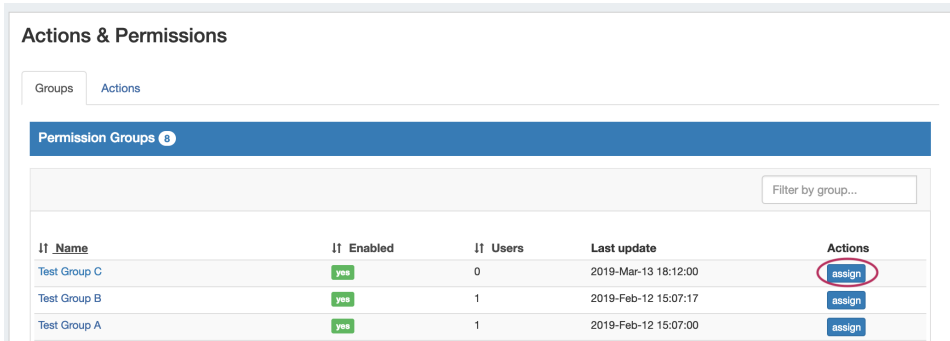 Actions & Permissions
Groups Actions
Permission Groups 8
Filter by group...
Name Enabled Users Last update Actions
Test Group C yes 0 2019-Mar-13 18:12:00 assign
Test Group B yes 1 2019-Feb-12 15:07:17 assign
Test Group A yes 1 2019-Feb-12 15:07:00 assign